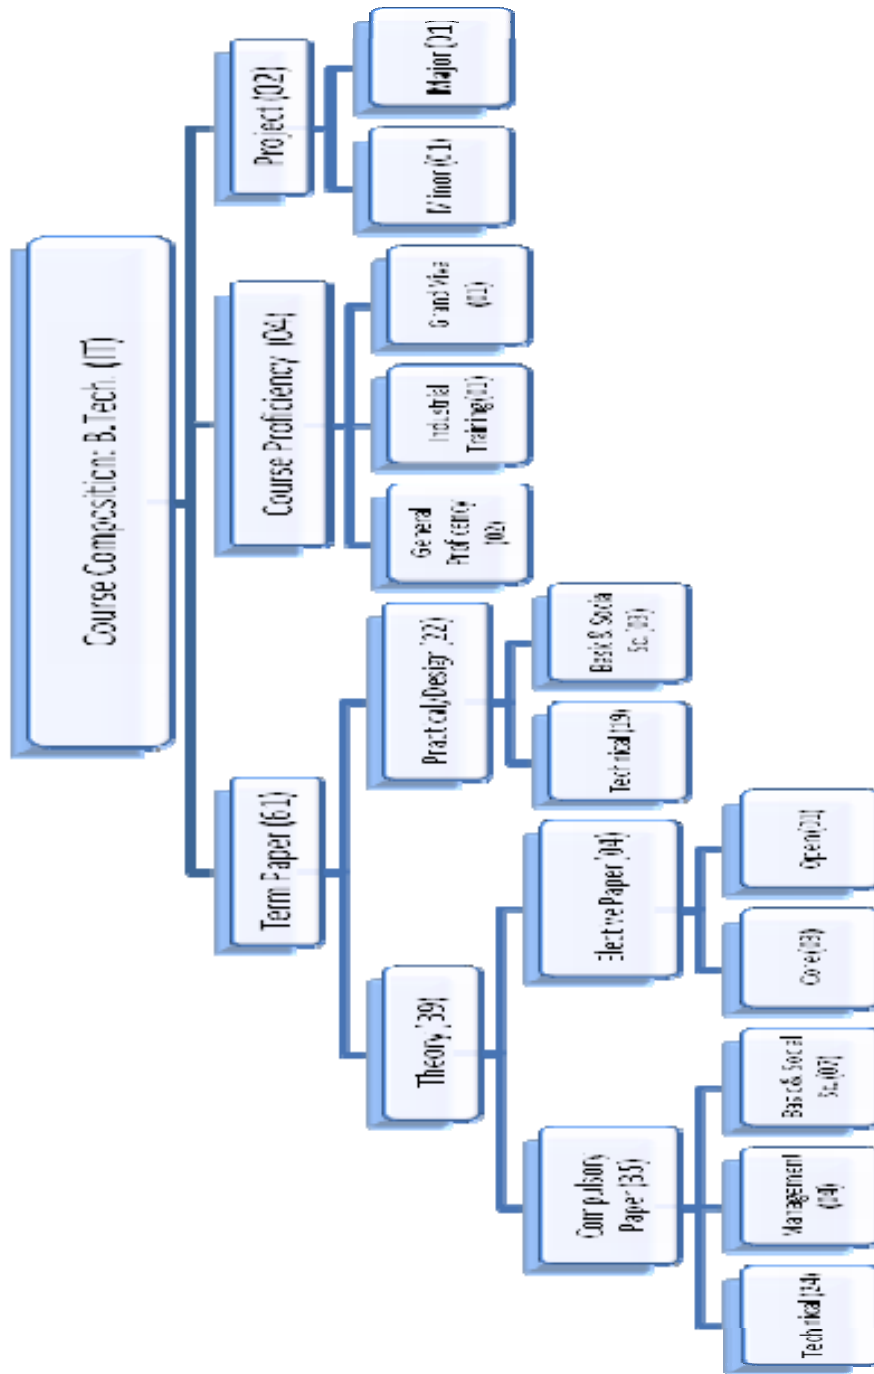 Course Composition: B.Tech. (IT)
Term Paper (61)
Course Proficiency (04)
Project (02)
Theory (39)
Practical/Design (22)
General
Proficiency
(02)
Industrial
Training(01)
Grand Viva
(01)
Minor (01)
Major (01)
Compulsory
Paper (35)
Elective Paper (04)
Technical (19)
Basic & Social
Sc. (03)
Technical (24)
Management
(04)
Basic & Social
Sc. (07)
Core (03)
Open (01)